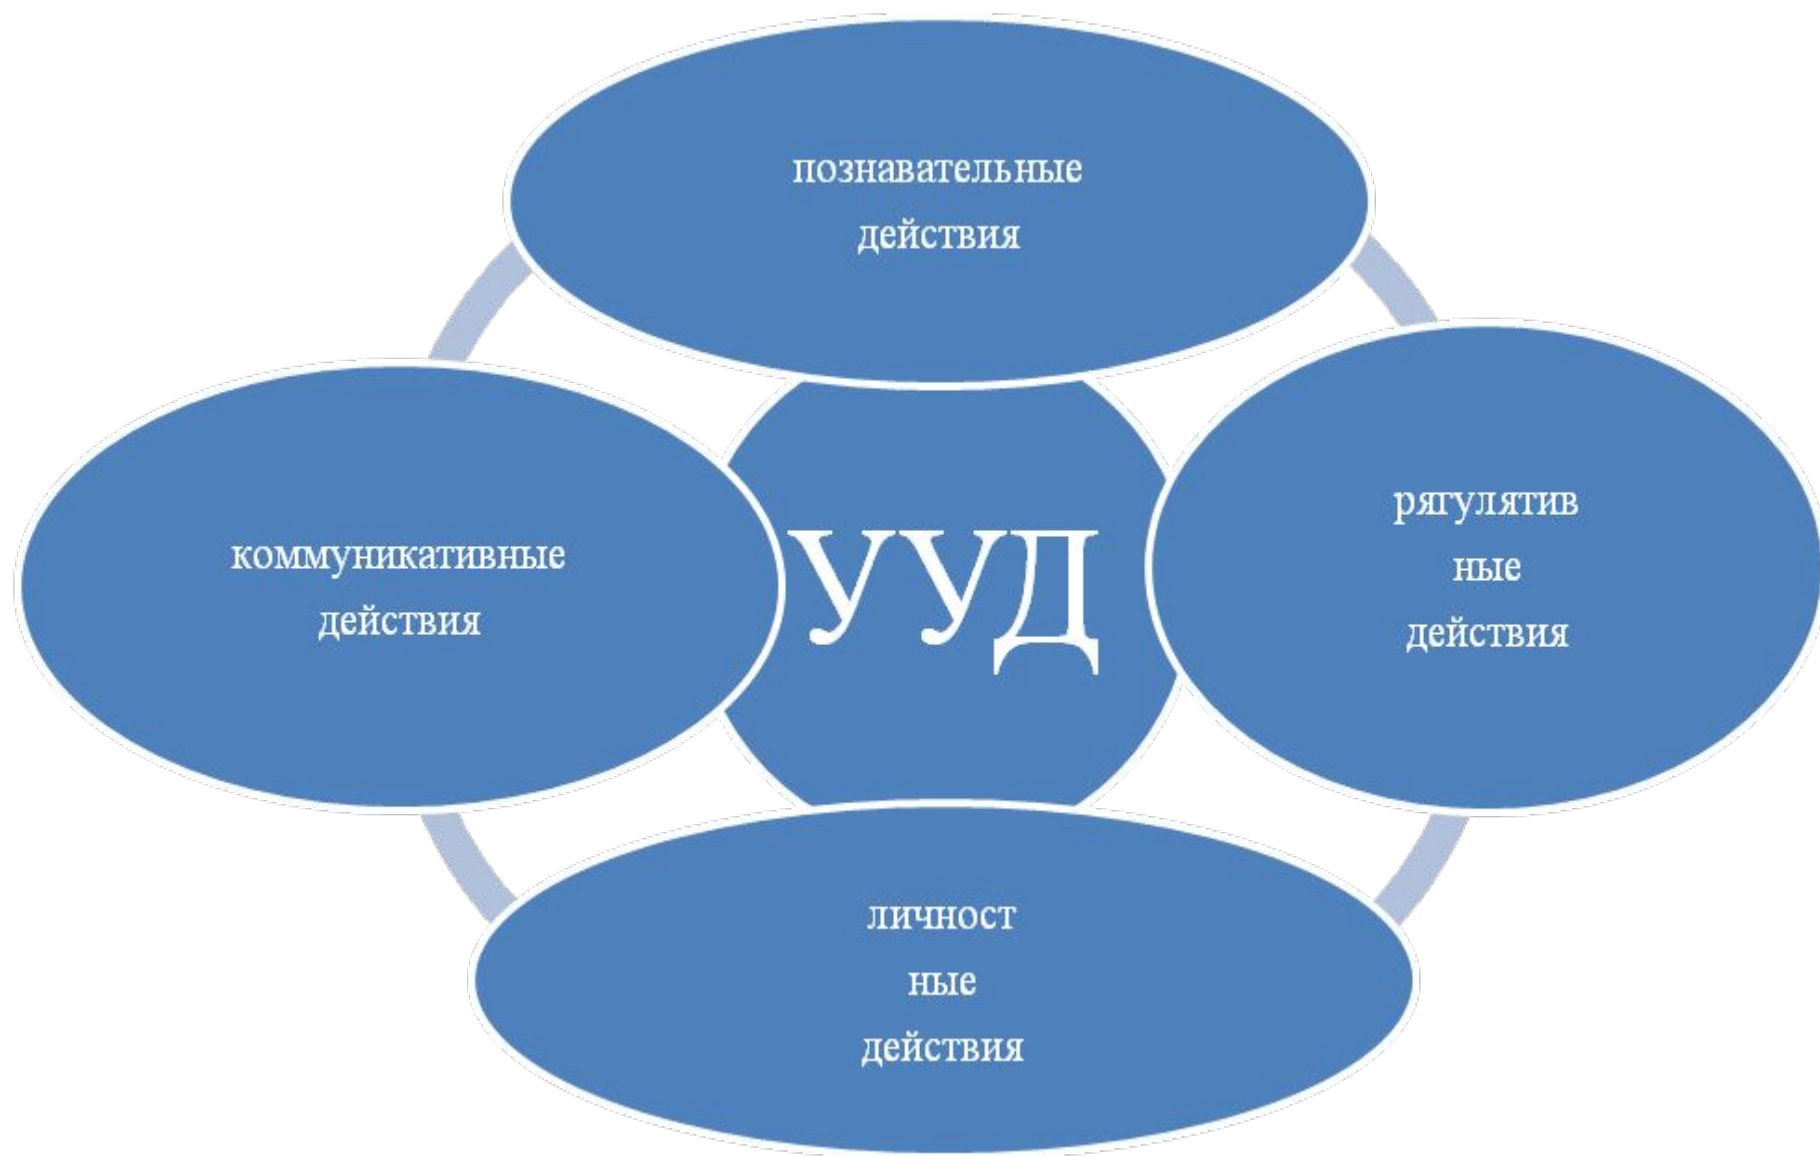 познавательные
действия
рягулятив
ные
действия
УУД
коммуникативные
действия
личност
ные
действия